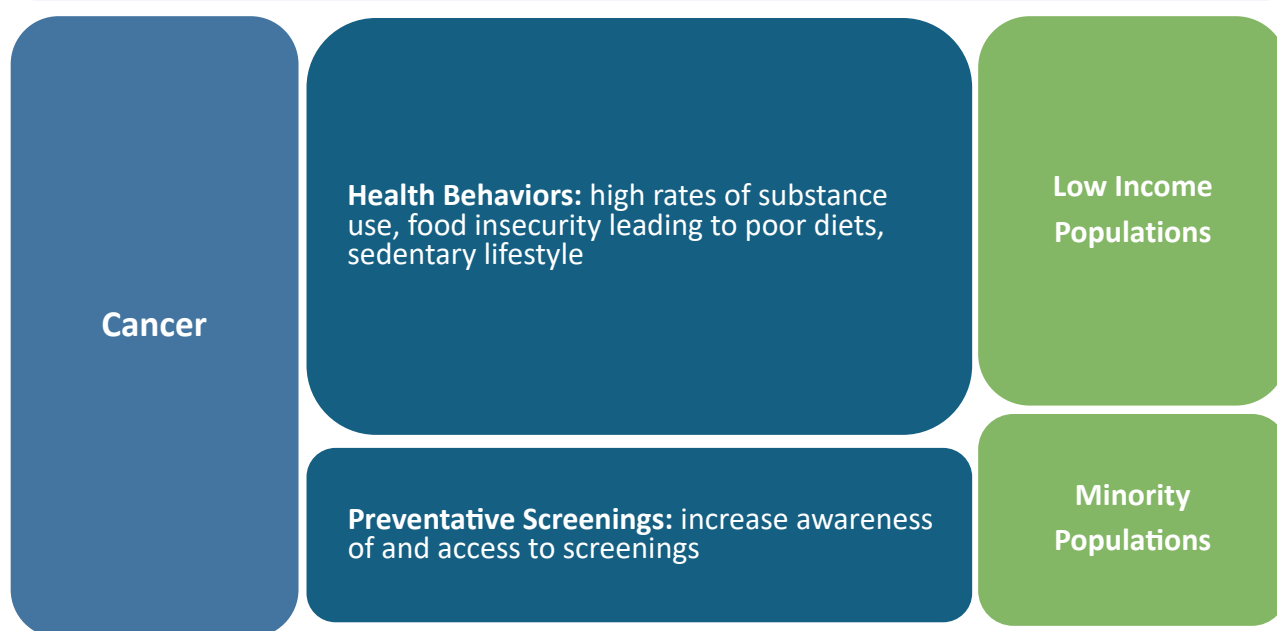 Cancer
Health Behaviors: high rates of substance
use, food insecurity leading to poor diets,
sedentary lifestyle
Preventative Screenings: increase awareness
of and access to screenings
Low Income
Populations
Minority
Populations